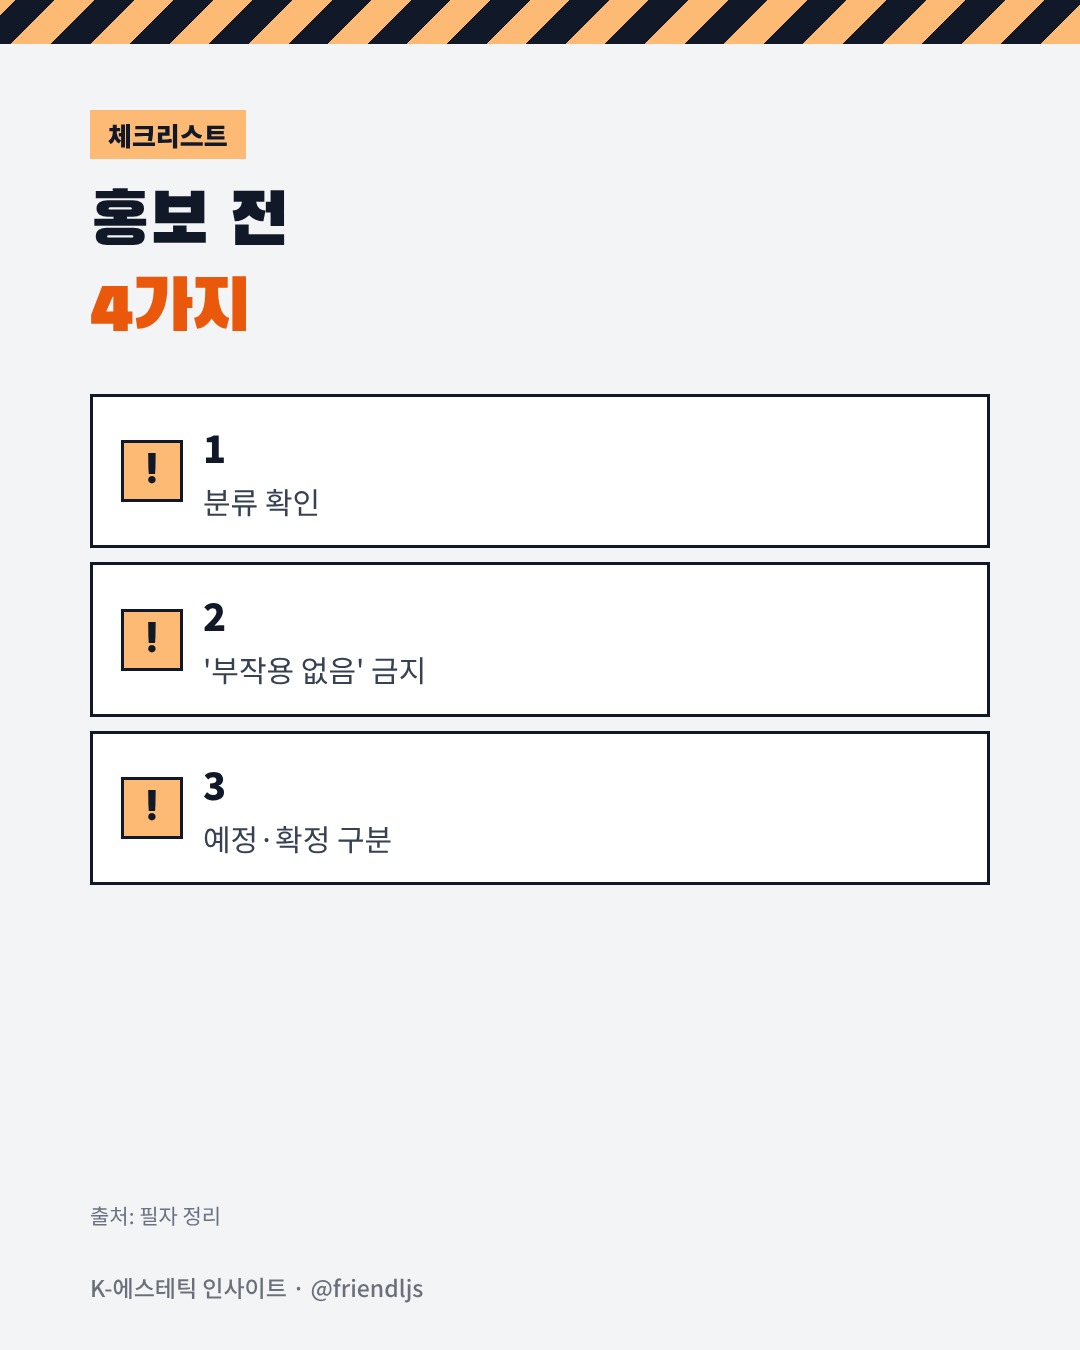 체크리스트
홍보 전
4가지
!
1
분류 확인
!
2
'부작용 없음' 금지
!
3
예정·확정 구분
출처: 필자 정리
K-에스테틱 인사이트 · @friendljs